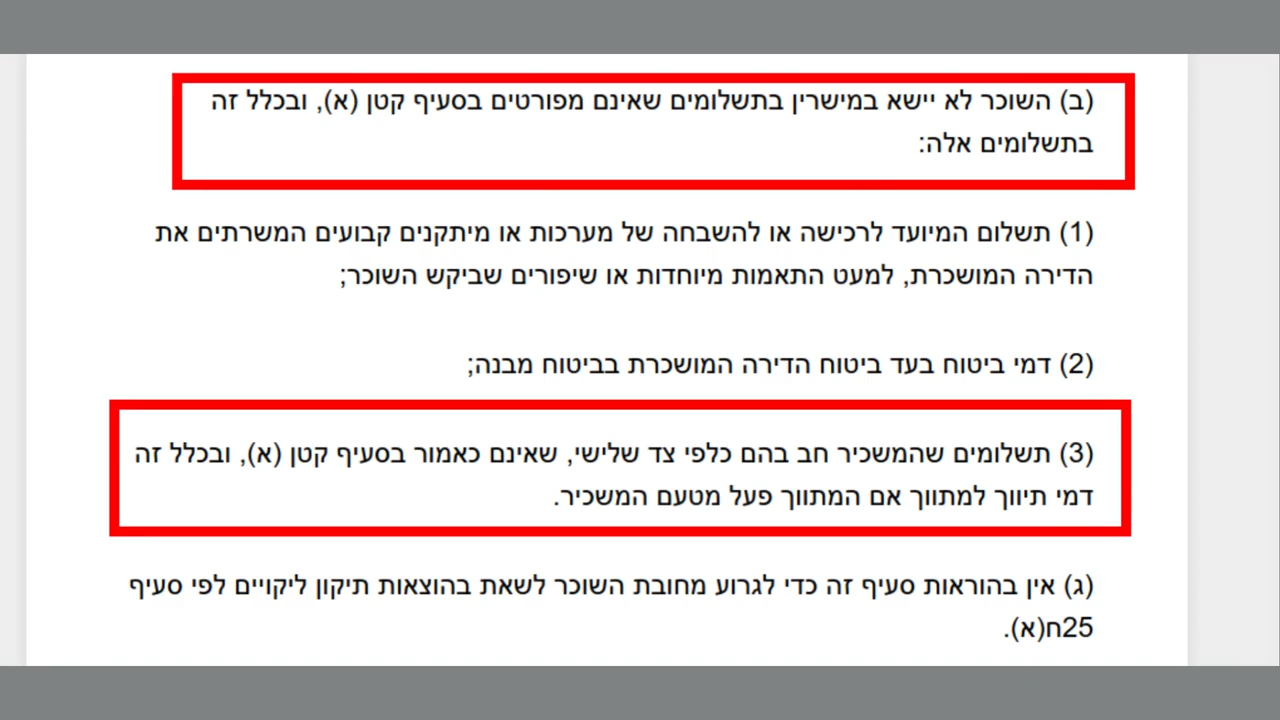 (ב) השוכר לא יישא במישרין בתשלומים שאינם מפורטים בסעיף קטן (א), ובכלל זה
בתשלומים אלה:
(1) תשלום המיועד לרכישה או להשבחה של מערכות או מיתקנים קבועים המשרתים את
הדירה המושכרת, למעט התאמות מיוחדות או שיפורים שביקש השוכר;
(2) דמי ביטוח בעד ביטוח הדירה המושכרת בביטוח מבנה;
(3) תשלומים שהמשכיר חב בהם כלפי צד שלישי, שאינם כאמור בסעיף קטן (א), ובכלל זה
דמי תיווך למתווך אם המתווך פעל מטעם המשכיר.
(ג) אין בהוראות סעיף זה כדי לגרוע מחובת השוכר לשאת בהוצאות תיקון ליקויים לפי סעיף
25ח(א).